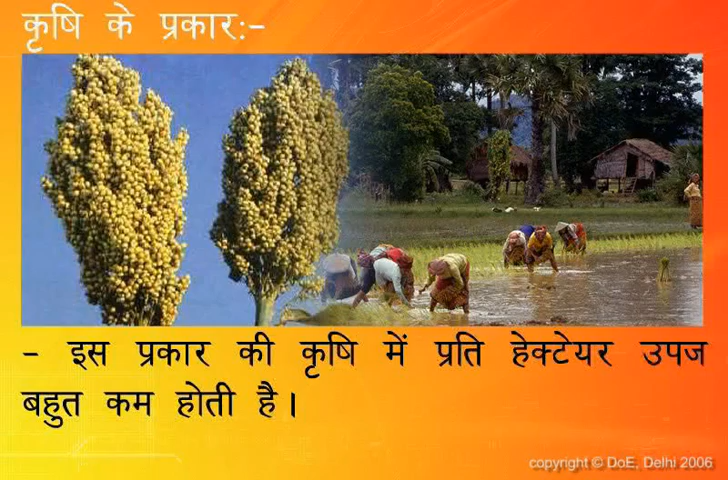 कृषि के प्रकार:-
- इस प्रकार की कृषि में प्रति हेक्टेयर उपज
बहुत कम होती है।
copyright © DoE, Delhi 2006